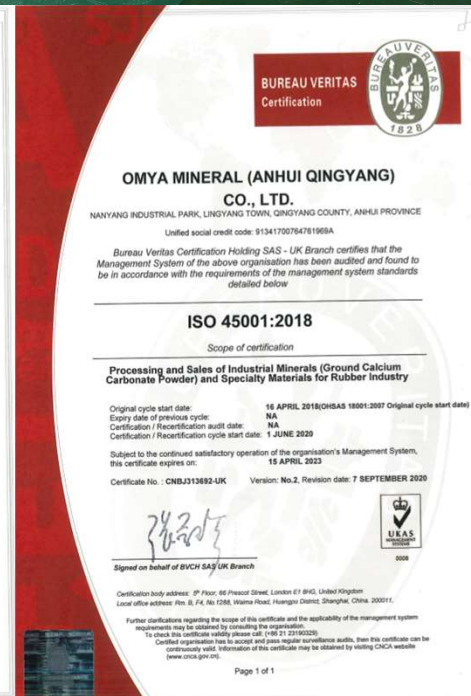 BUREAU VERITAS
Certification
BUREAU VERITAS
1828
OMYA MINERAL (ANHUI QINGYANG)
CO., LTD.
NANYANG INDUSTRIAL PARK, LINGYANG TOWN, QINGYANG COUNTY, ANHUI PROVINCE
Unified social credit code: 91341700764761969A
Bureau Veritas Certification Holding SAS - UK Branch certifies that the
Management System of the above organisation has been audited and found to
be in accordance with the requirements of the management system standards
detailed below
ISO 45001:2018
Scope of certification
Processing and Sales of Industrial Minerals (Ground Calcium
Carbonate Powder) and Specialty Materials for Rubber Industry
Original cycle start date: 16 APRIL 2018(OHSAS 18001:2007 Original cycle start date)
Expiry date of previous cycle: NA
Certification / Recertification audit date: NA
Certification / Recertification cycle start date: 1 JUNE 2020
Subject to the continued satisfactory operation of the organisation's Management System,
this certificate expires on: 15 APRIL 2023
Certificate No. : CNBJ313692-UK Version: No.2, Revision date: 7 SEPTEMBER 2020
UKAS
MANAGEMENT
SYSTEMS
0008
Signed on behalf of BVCH SAS UK Branch
Certification body address: 5th Floor, 66 Prescot Street, London E1 8HG, United Kingdom
Local office address: Rm. B, F4, No.1288, Waima Road, Huangpu District, Shanghai, China. 200011.
Further clarifications regarding the scope of this certificate and the applicability of the management system
requirements may be obtained by consulting the organisation.
To check this certificate validity please call: (+86 21 23190329)
Certified organisation has to accept and pass regular surveillance audits, then this certificate can be
continuously valid. Information of this certificate may be obtained by visiting CNCA website
(www.cnca.gov.cn).
Page 1 of 1